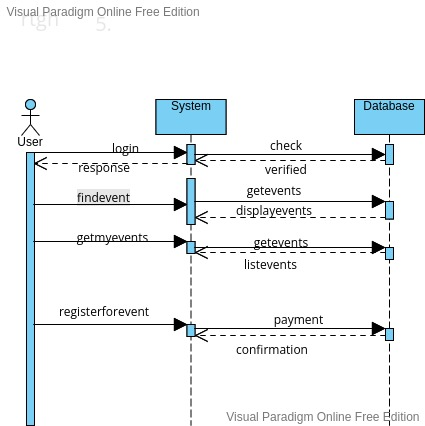 Visual Paradigm Online Free Edition
5.
System
Database
User
login
check
response
verified
findevent
getevents
displayevents
getmyevents
getevents
listevents
registerforevent
payment
confirmation
Visual Paradigm Online Free Edition